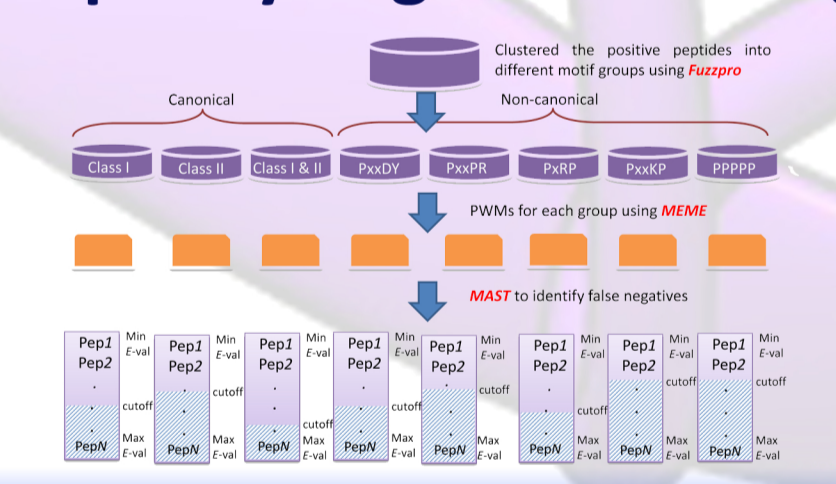 Clustered the positive peptides into
different motif groups using Fuzzpro
Canonical
Non-canonical
Class I
Class II
Class I & II
PxxDY
PxxPR
PxRP
PxxKP
PPPPP
PWMs for each group using MEME
MAST to identify false negatives
Pep1
Pep2
.
.
.
PepN
Min
E-val
cutoff
Max
E-val
Pep1
Pep2
.
.
.
PepN
Min
E-val
cutoff
Max
E-val
Pep1
Pep2
.
.
.
PepN
Min
E-val
cutoff
Max
E-val
Pep1
Pep2
.
.
.
PepN
Min
E-val
cutoff
Max
E-val
Pep1
Pep2
.
.
.
PepN
Min
E-val
cutoff
Max
E-val
Pep1
Pep2
.
.
.
PepN
Min
E-val
cutoff
Max
E-val
Pep1
Pep2
.
.
.
PepN
Min
E-val
cutoff
Max
E-val
Pep1
Pep2
.
.
.
PepN
Min
E-val
cutoff
Max
E-val